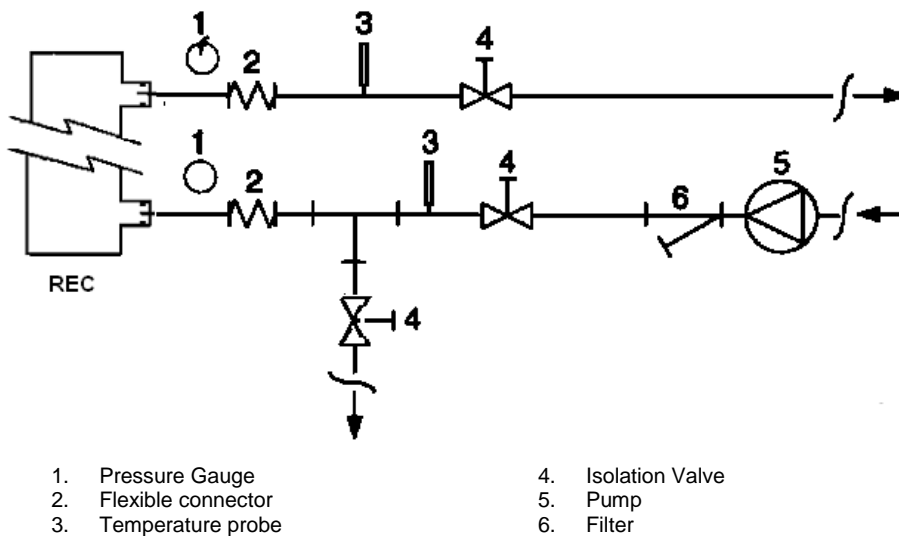 1
2
3
4
1
2
3
4
5
6
REC
4
1. Pressure Gauge
2. Flexible connector
3. Temperature probe
4. Isolation Valve
5. Pump
6. Filter